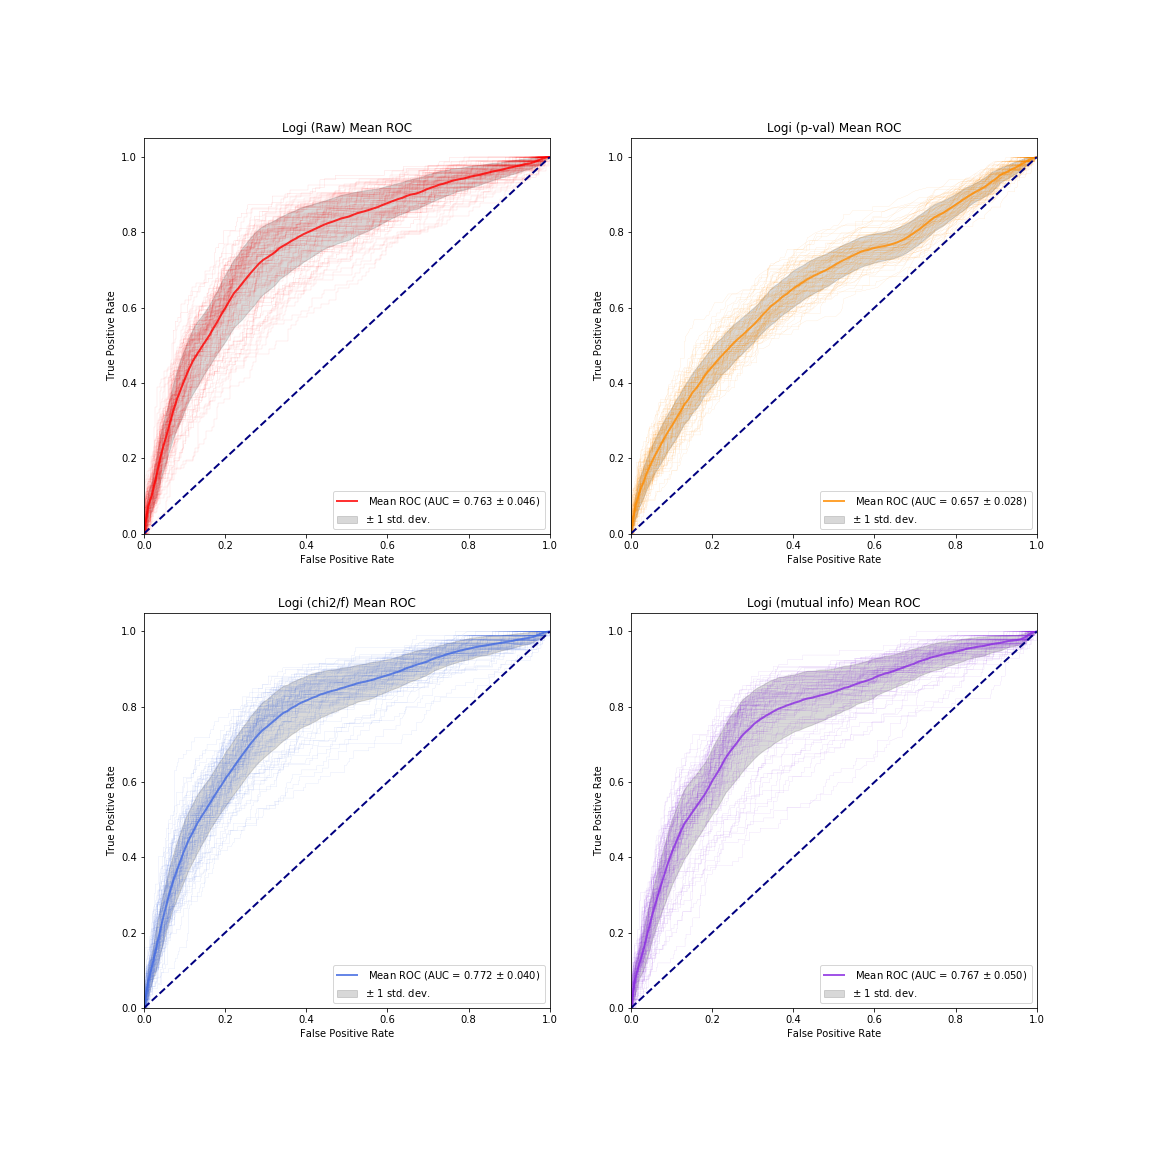 Logi (Raw) Mean ROC
True Positive Rate
1.0
0.8
0.6
0.4
0.2
0.0
Mean ROC (AUC = 0.763 ± 0.046)
± 1 std. dev.
0.0 0.2 0.4 0.6 0.8 1.0
False Positive Rate
Logi (p-val) Mean ROC
True Positive Rate
1.0
0.8
0.6
0.4
0.2
0.0
Mean ROC (AUC = 0.657 ± 0.028)
± 1 std. dev.
0.0 0.2 0.4 0.6 0.8 1.0
False Positive Rate
Logi (chi2/f) Mean ROC
True Positive Rate
1.0
0.8
0.6
0.4
0.2
0.0
Mean ROC (AUC = 0.772 ± 0.040)
± 1 std. dev.
0.0 0.2 0.4 0.6 0.8 1.0
False Positive Rate
Logi (mutual info) Mean ROC
True Positive Rate
1.0
0.8
0.6
0.4
0.2
0.0
Mean ROC (AUC = 0.767 ± 0.050)
± 1 std. dev.
0.0 0.2 0.4 0.6 0.8 1.0
False Positive Rate